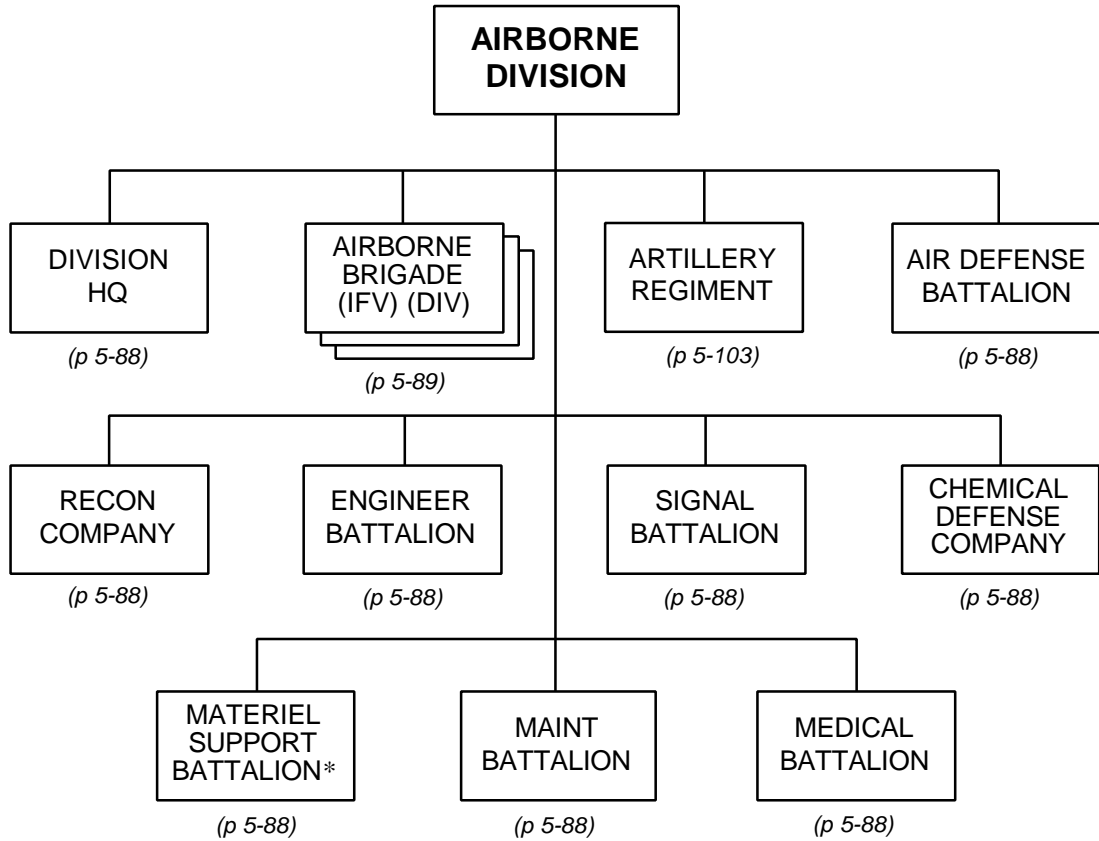 AIRBORNE
DIVISION
DIVISION
HQ
(p 5-88)
AIRBORNE
BRIGADE
(IFV) (DIV)
(p 5-89)
ARTILLERY
REGIMENT
(p 5-103)
AIR DEFENSE
BATTALION
(p 5-88)
RECON
COMPANY
(p 5-88)
ENGINEER
BATTALION
(p 5-88)
SIGNAL
BATTALION
(p 5-88)
CHEMICAL
DEFENSE
COMPANY
(p 5-88)
MATERIEL
SUPPORT
BATTALION*
(p 5-88)
MAINT
BATTALION
(p 5-88)
MEDICAL
BATTALION
(p 5-88)